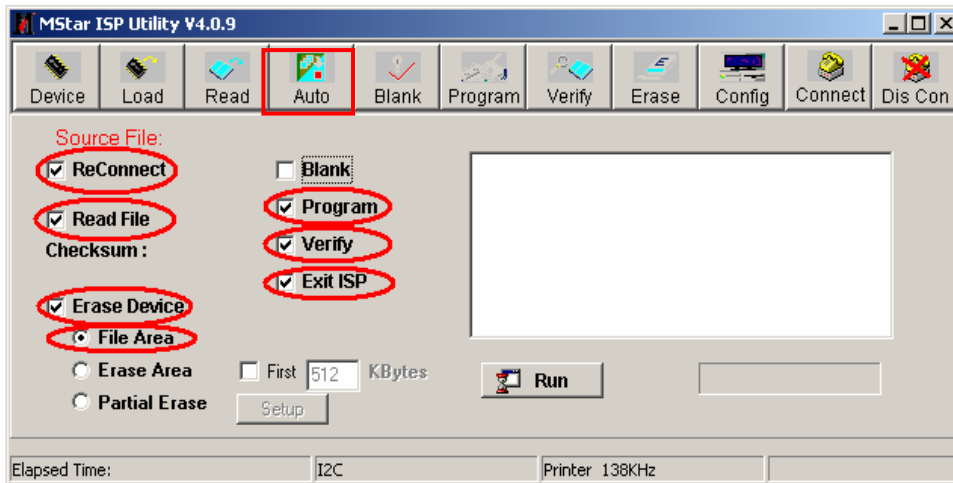 MStar ISP Utility V4.0.9
Device Load Read Auto Blank Program Verify Erase Config Connect Dis Con
Source File:
ReConnect
Blank
Read File
Program
Checksum :
Verify
Exit ISP
Erase Device
File Area
Erase Area
First 512 KBytes
Run
Partial Erase
Setup
Elapsed Time:
I2C
Printer 138KHz